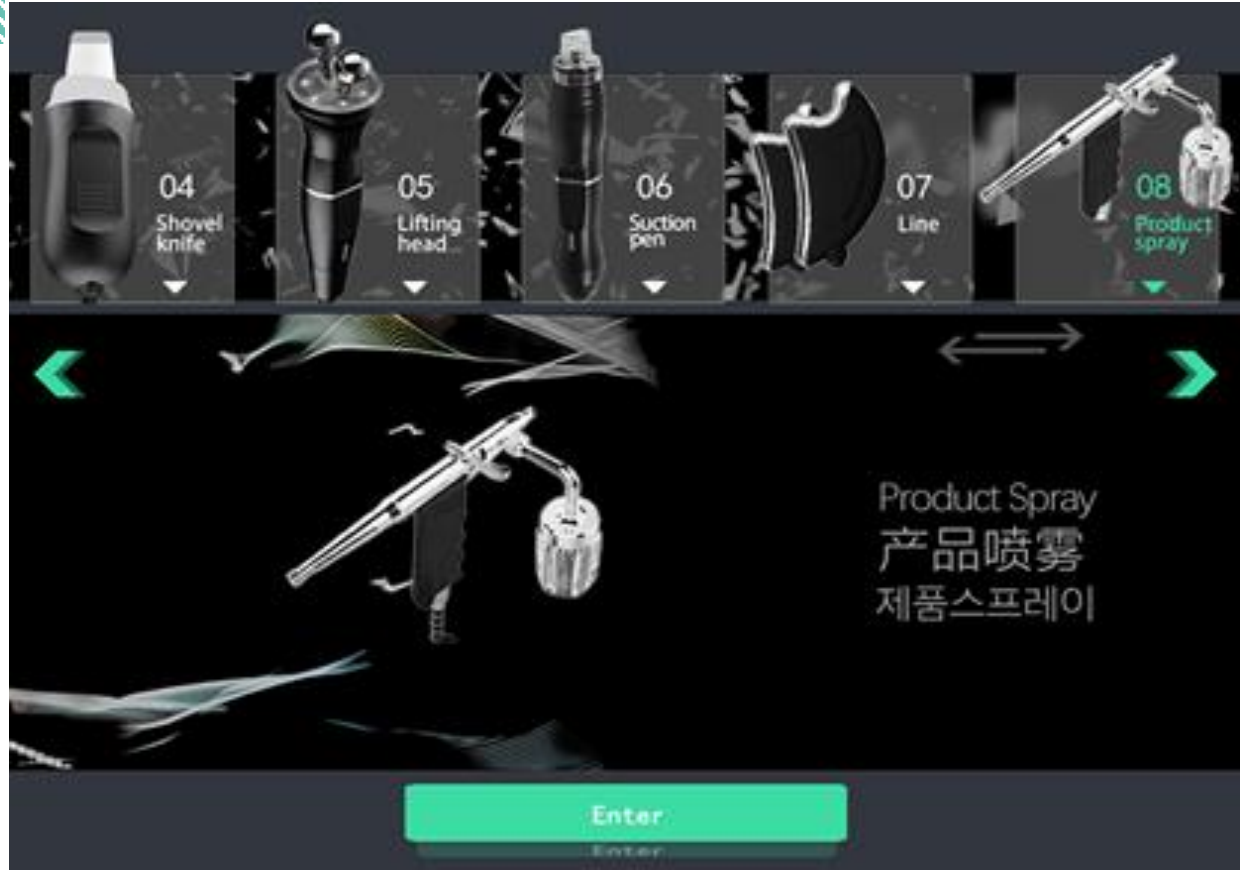 04
Shovel
knife
05
Lifting
head
06
Suction
pen
07
Line
08
Product
spray
Product Spray
产品喷雾
제품스프레이
Enter
Enter